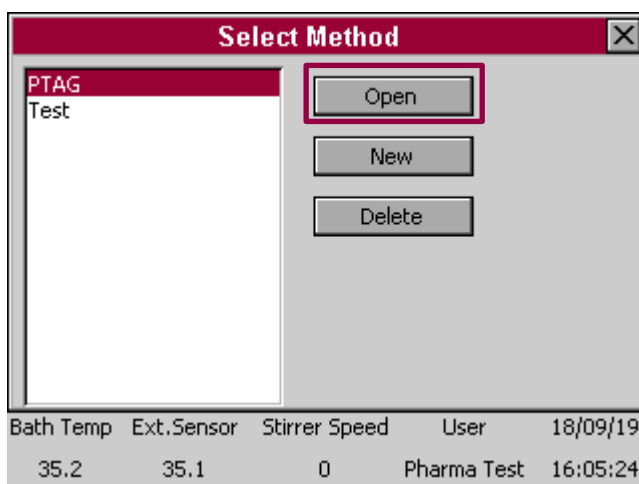 Select Method
PTAG
Test
Open
New
Delete
Bath Temp Ext.Sensor Stirrer Speed User 18/09/19
35.2 35.1 0 Pharma Test 16:05:24